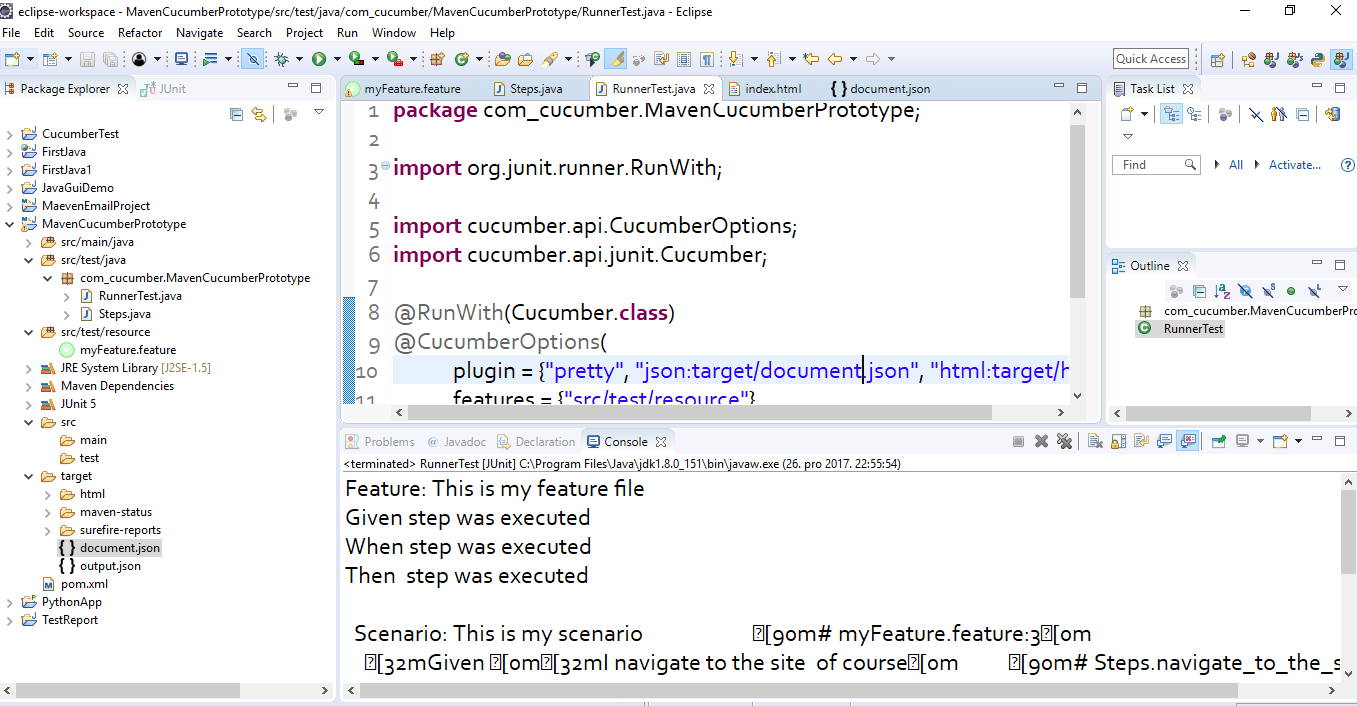 eclipse-workspace - MavenCucumberPrototype/src/test/java/com_cucumber/MavenCucumberPrototype/RunnerTest.java - Eclipse
File Edit Source Refactor Navigate Search Project Run Window Help
Quick Access
Package Explorer JUnit
CucumberTest
FirstJava
FirstJava1
JavaGuiDemo
MaevenEmailProject
MavenCucumberPrototype
src/main/java
src/test/java
com_cucumber.MavenCucumberPrototype
RunnerTest.java
Steps.java
src/test/resource
myFeature.feature
JRE System Library [J2SE-1.5]
Maven Dependencies
JUnit 5
src
main
test
target
html
maven-status
surefire-reports
document.json
output.json
pom.xml
PythonApp
TestReport
myFeature.feature Steps.java RunnerTest.java index.html document.json
1 package com_cucumber.MavenCucumberPrototype;
2
3 import org.junit.runner.RunWith;
4
5 import cucumber.api.CucumberOptions;
6 import cucumber.api.junit.Cucumber;
7
8 @RunWith(Cucumber.class)
9 @CucumberOptions(
10 plugin = {"pretty", "json:target/document.json", "html:target/h
11 features = {"src/test/resource"}
Task List
Find All Activate...
Outline
com_cucumber.MavenCucumberPro
RunnerTest
Problems Javadoc Declaration Console
<terminated> RunnerTest [JUnit] C:\Program Files\Java\jdk1.8.0_151\bin\javaw.exe (26. pro 2017. 22:55:54)
Feature: This is my feature file
Given step was executed
When step was executed
Then  step was executed
Scenario: This is my scenario [90m# myFeature.feature:3[0m
[32mGiven [0m[32mI navigate to the site  of course[0m [90m# Steps.navigate_to_the_s